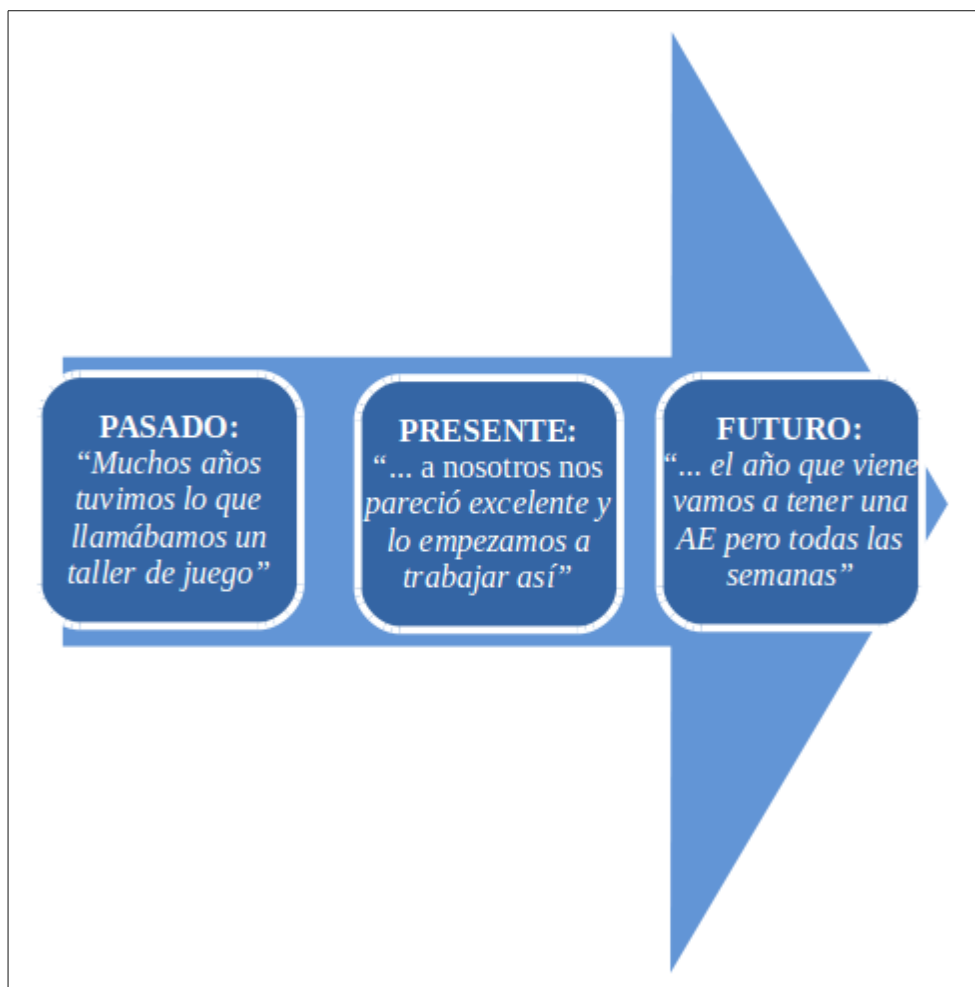 PASADO:
“Muchos años
tuvimos lo que
llamábamos un
taller de juego”
PRESENTE:
“... a nosotros nos
pareció excelente y
lo empezamos a
trabajar así”
FUTURO:
“... el año que viene
vamos a tener una
AE pero todas las
semanas”